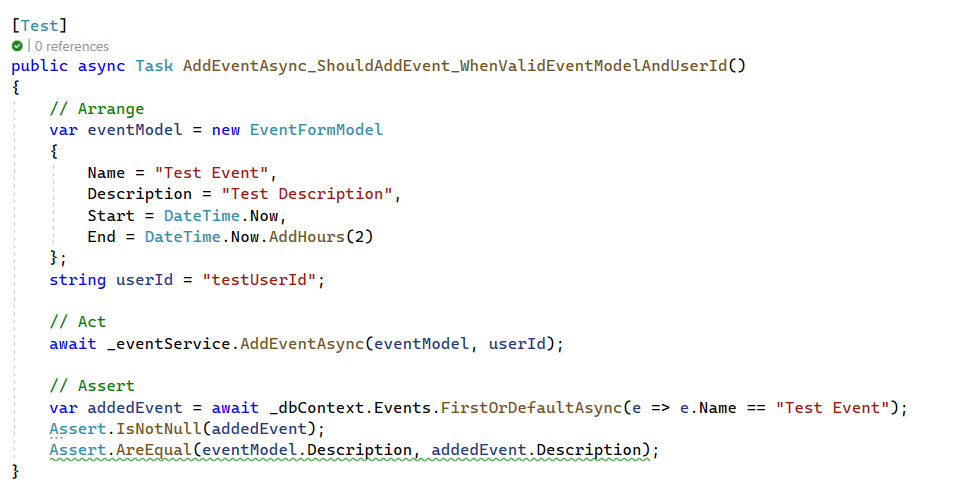 [Test]
| 0 references
public async Task AddEventAsync_ShouldAddEvent_WhenValidEventModelAndUserId()
{
    // Arrange
    var eventModel = new EventFormModel
    {
        Name = "Test Event",
        Description = "Test Description",
        Start = DateTime.Now,
        End = DateTime.Now.AddHours(2)
    };
    string userId = "testUserId";

    // Act
    await _eventService.AddEventAsync(eventModel, userId);

    // Assert
    var addedEvent = await _dbContext.Events.FirstOrDefaultAsync(e => e.Name == "Test Event");
    Assert.IsNotNull(addedEvent);
    Assert.AreEqual(eventModel.Description, addedEvent.Description);
}